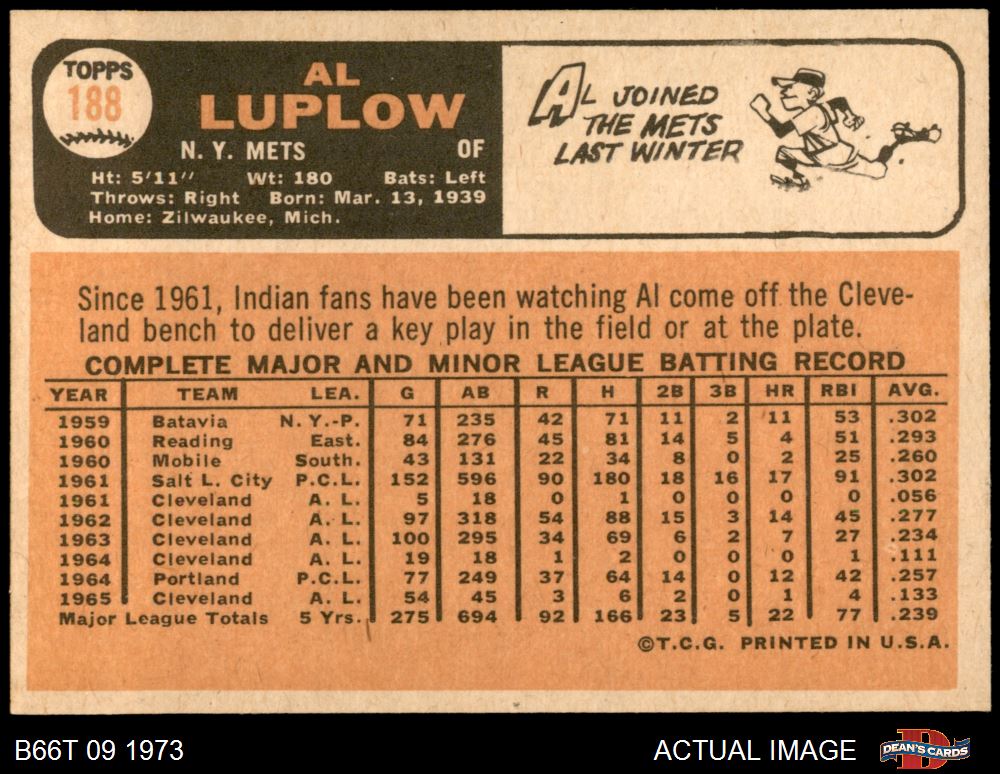 TOPPS
188
AL
LUPLOW
N. Y. METS OF
Ht: 5'11" Wt: 180 Bats: Left
Throws: Right Born: Mar. 13, 1939
Home: Zilwaukee, Mich.
AL JOINED
THE METS
LAST WINTER
Since 1961, Indian fans have been watching Al come off the Cleve-
land bench to deliver a key play in the field or at the plate.
COMPLETE MAJOR AND MINOR LEAGUE BATTING RECORD
YEAR TEAM LEA. G AB R H 2B 3B HR RBI AVG.
1959 Batavia N. Y.-P. 71 235 42 71 11 2 11 53 .302
1960 Reading East. 84 276 45 81 14 5 4 51 .293
1960 Mobile South. 43 131 22 34 8 0 2 25 .260
1961 Salt L. City P.C.L. 152 596 90 180 18 16 17 91 .302
1961 Cleveland A. L. 5 18 0 1 0 0 0 0 .056
1962 Cleveland A. L. 97 318 54 88 15 3 14 45 .277
1963 Cleveland A. L. 100 295 34 69 6 2 7 27 .234
1964 Cleveland A. L. 19 18 1 2 0 0 0 1 .111
1964 Portland P.C.L. 77 249 37 64 14 0 12 42 .257
1965 Cleveland A. L. 54 45 3 6 2 0 1 4 .133
Major League Totals 5 Yrs. 275 694 92 166 23 5 22 77 .239
©T.C.G. PRINTED IN U.S.A.
B66T 09 1973 ACTUAL IMAGE DEAN'S CARDS